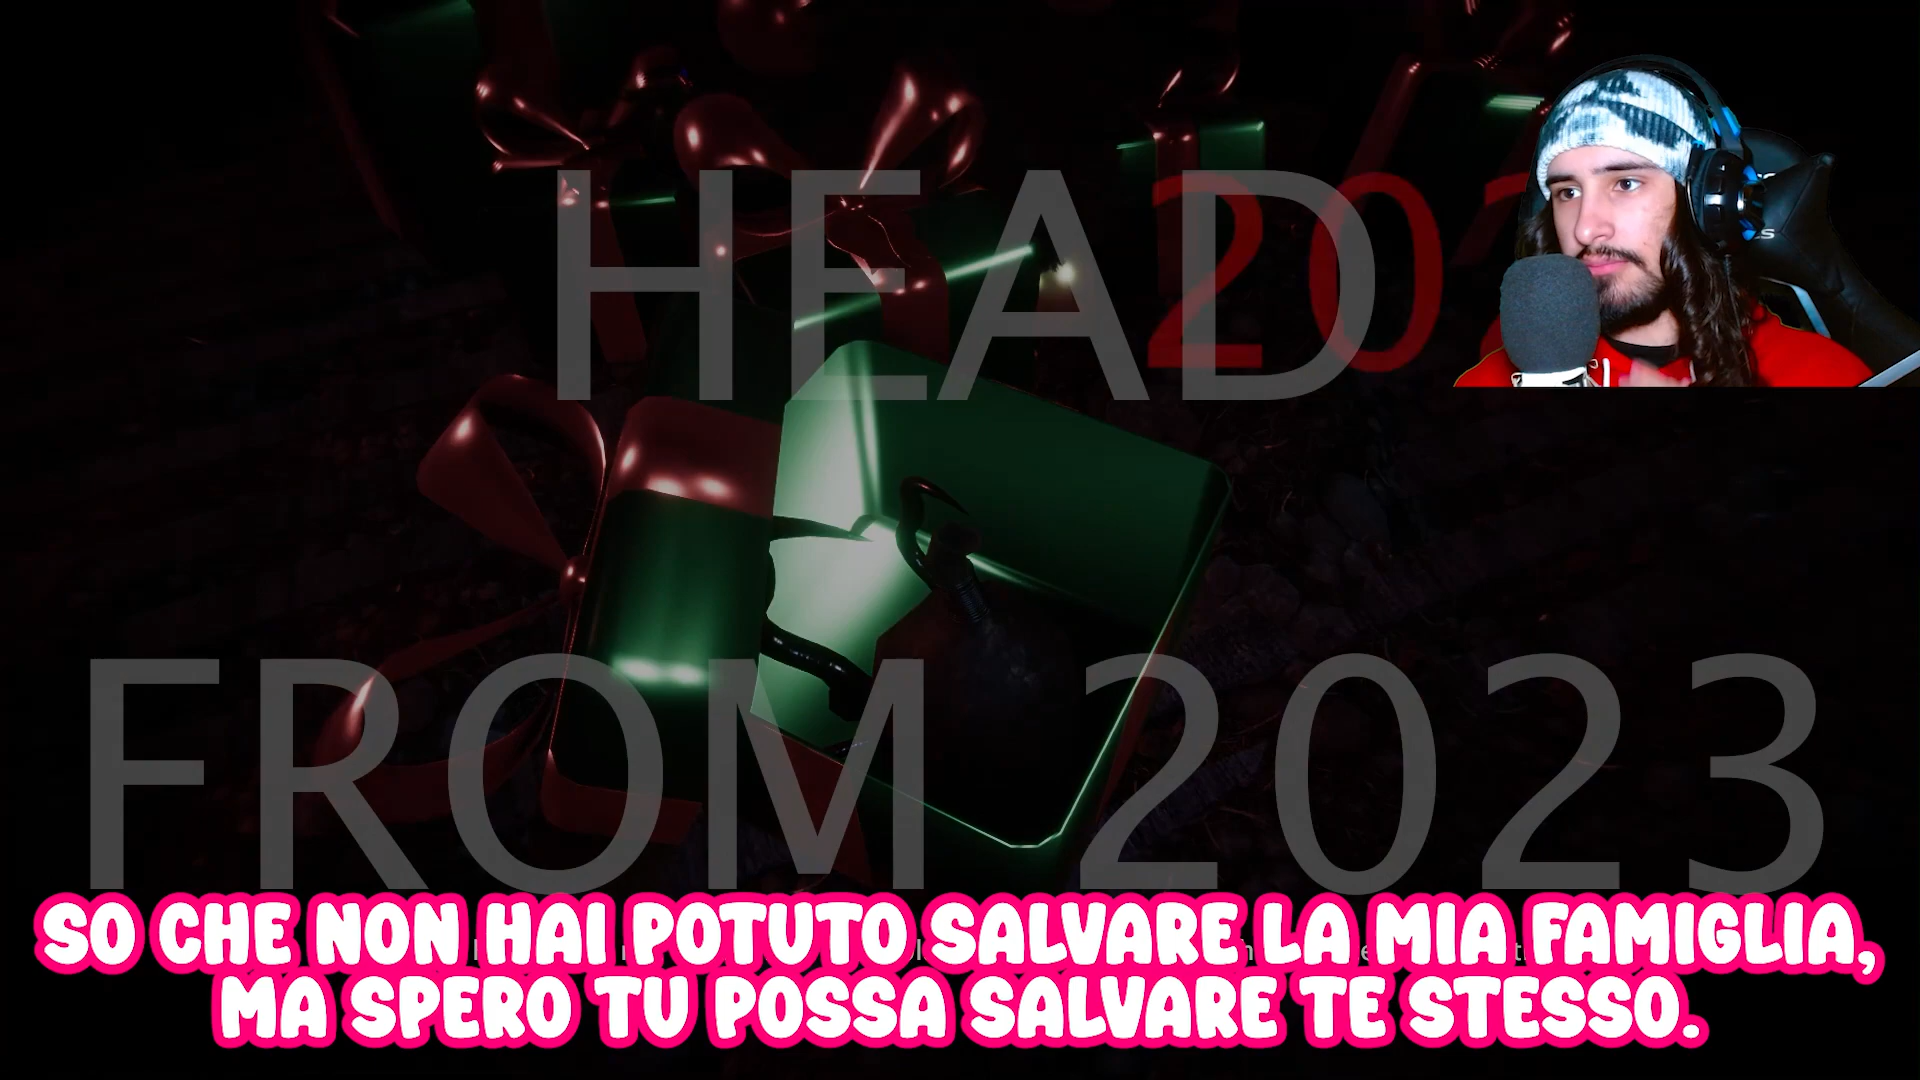 HEAD
202
FROM 2023
SO CHE NON HAI POTUTO SALVARE LA MIA FAMIGLIA,
MA SPERO TU POSSA SALVARE TE STESSO.